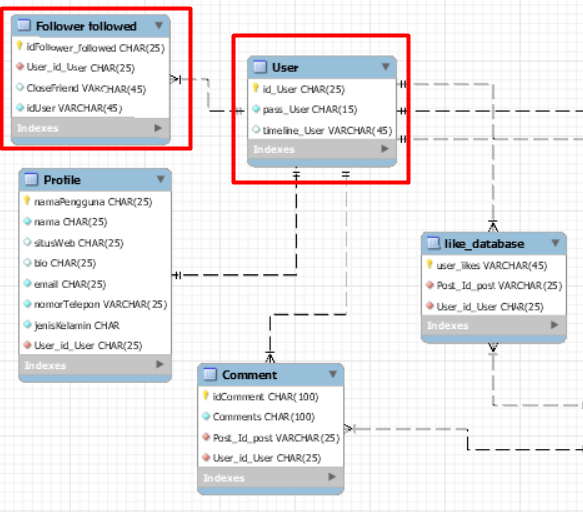 Follower followed
idFollower_followed CHAR(25)
User_id_User CHAR(25)
CloseFriend VARCHAR(45)
idUser VARCHAR(45)
Indexes
User
id_User CHAR(25)
pass_User CHAR(15)
timeline_User VARCHAR(45)
Indexes
Profile
namaPengguna CHAR(25)
nama CHAR(25)
situsWeb CHAR(25)
bio CHAR(25)
email CHAR(25)
nomorTelepon VARCHAR(25)
jenisKelamin CHAR
User_id_User CHAR(25)
Indexes
like_database
user_likes VARCHAR(45)
Post_Id_post VARCHAR(25)
User_id_User CHAR(25)
Indexes
Comment
idComment CHAR(100)
Comments CHAR(100)
Post_Id_post VARCHAR(25)
User_id_User CHAR(25)
Indexes